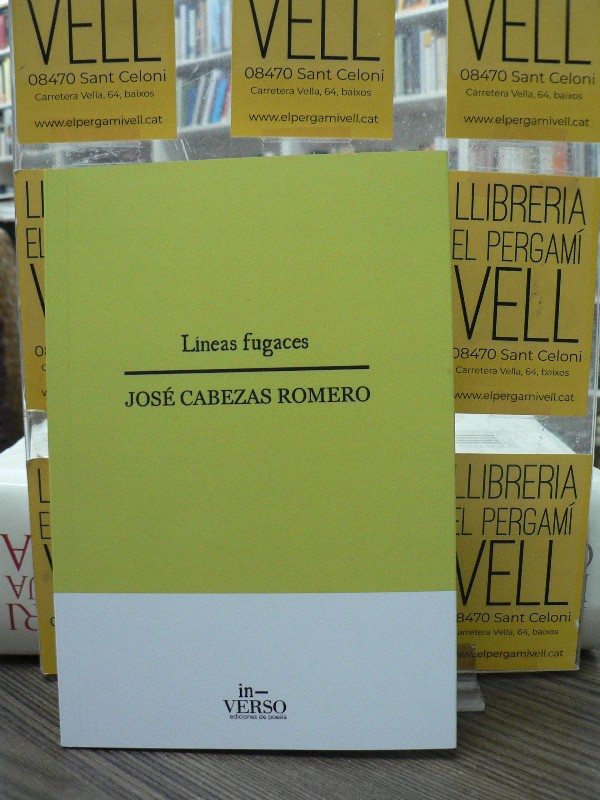 VELL
08470 Sant Celoni
Carretera Vella, 64, baixos
www.elpergamivell.cat
VELL
08470 Sant Celoni
Carretera Vella, 64, baixos
www.elpergamivell.cat
VELL
08470 Sant Celoni
Carretera Vella, 64, baixos
www.elpergamivell.cat
Líneas fugaces
JOSÉ CABEZAS ROMERO
in—
VERSO
ediciones de poesía
LLIBRERIA
EL PERGAMÍ
VELL
08470 Sant Celoni
Carretera Vella, 64, baixos
www.elpergamivell.cat
LLIBRERIA
EL PERGAMÍ
VELL
08470 Sant Celoni
Carretera Vella, 64, baixos
www.elpergamivell.cat